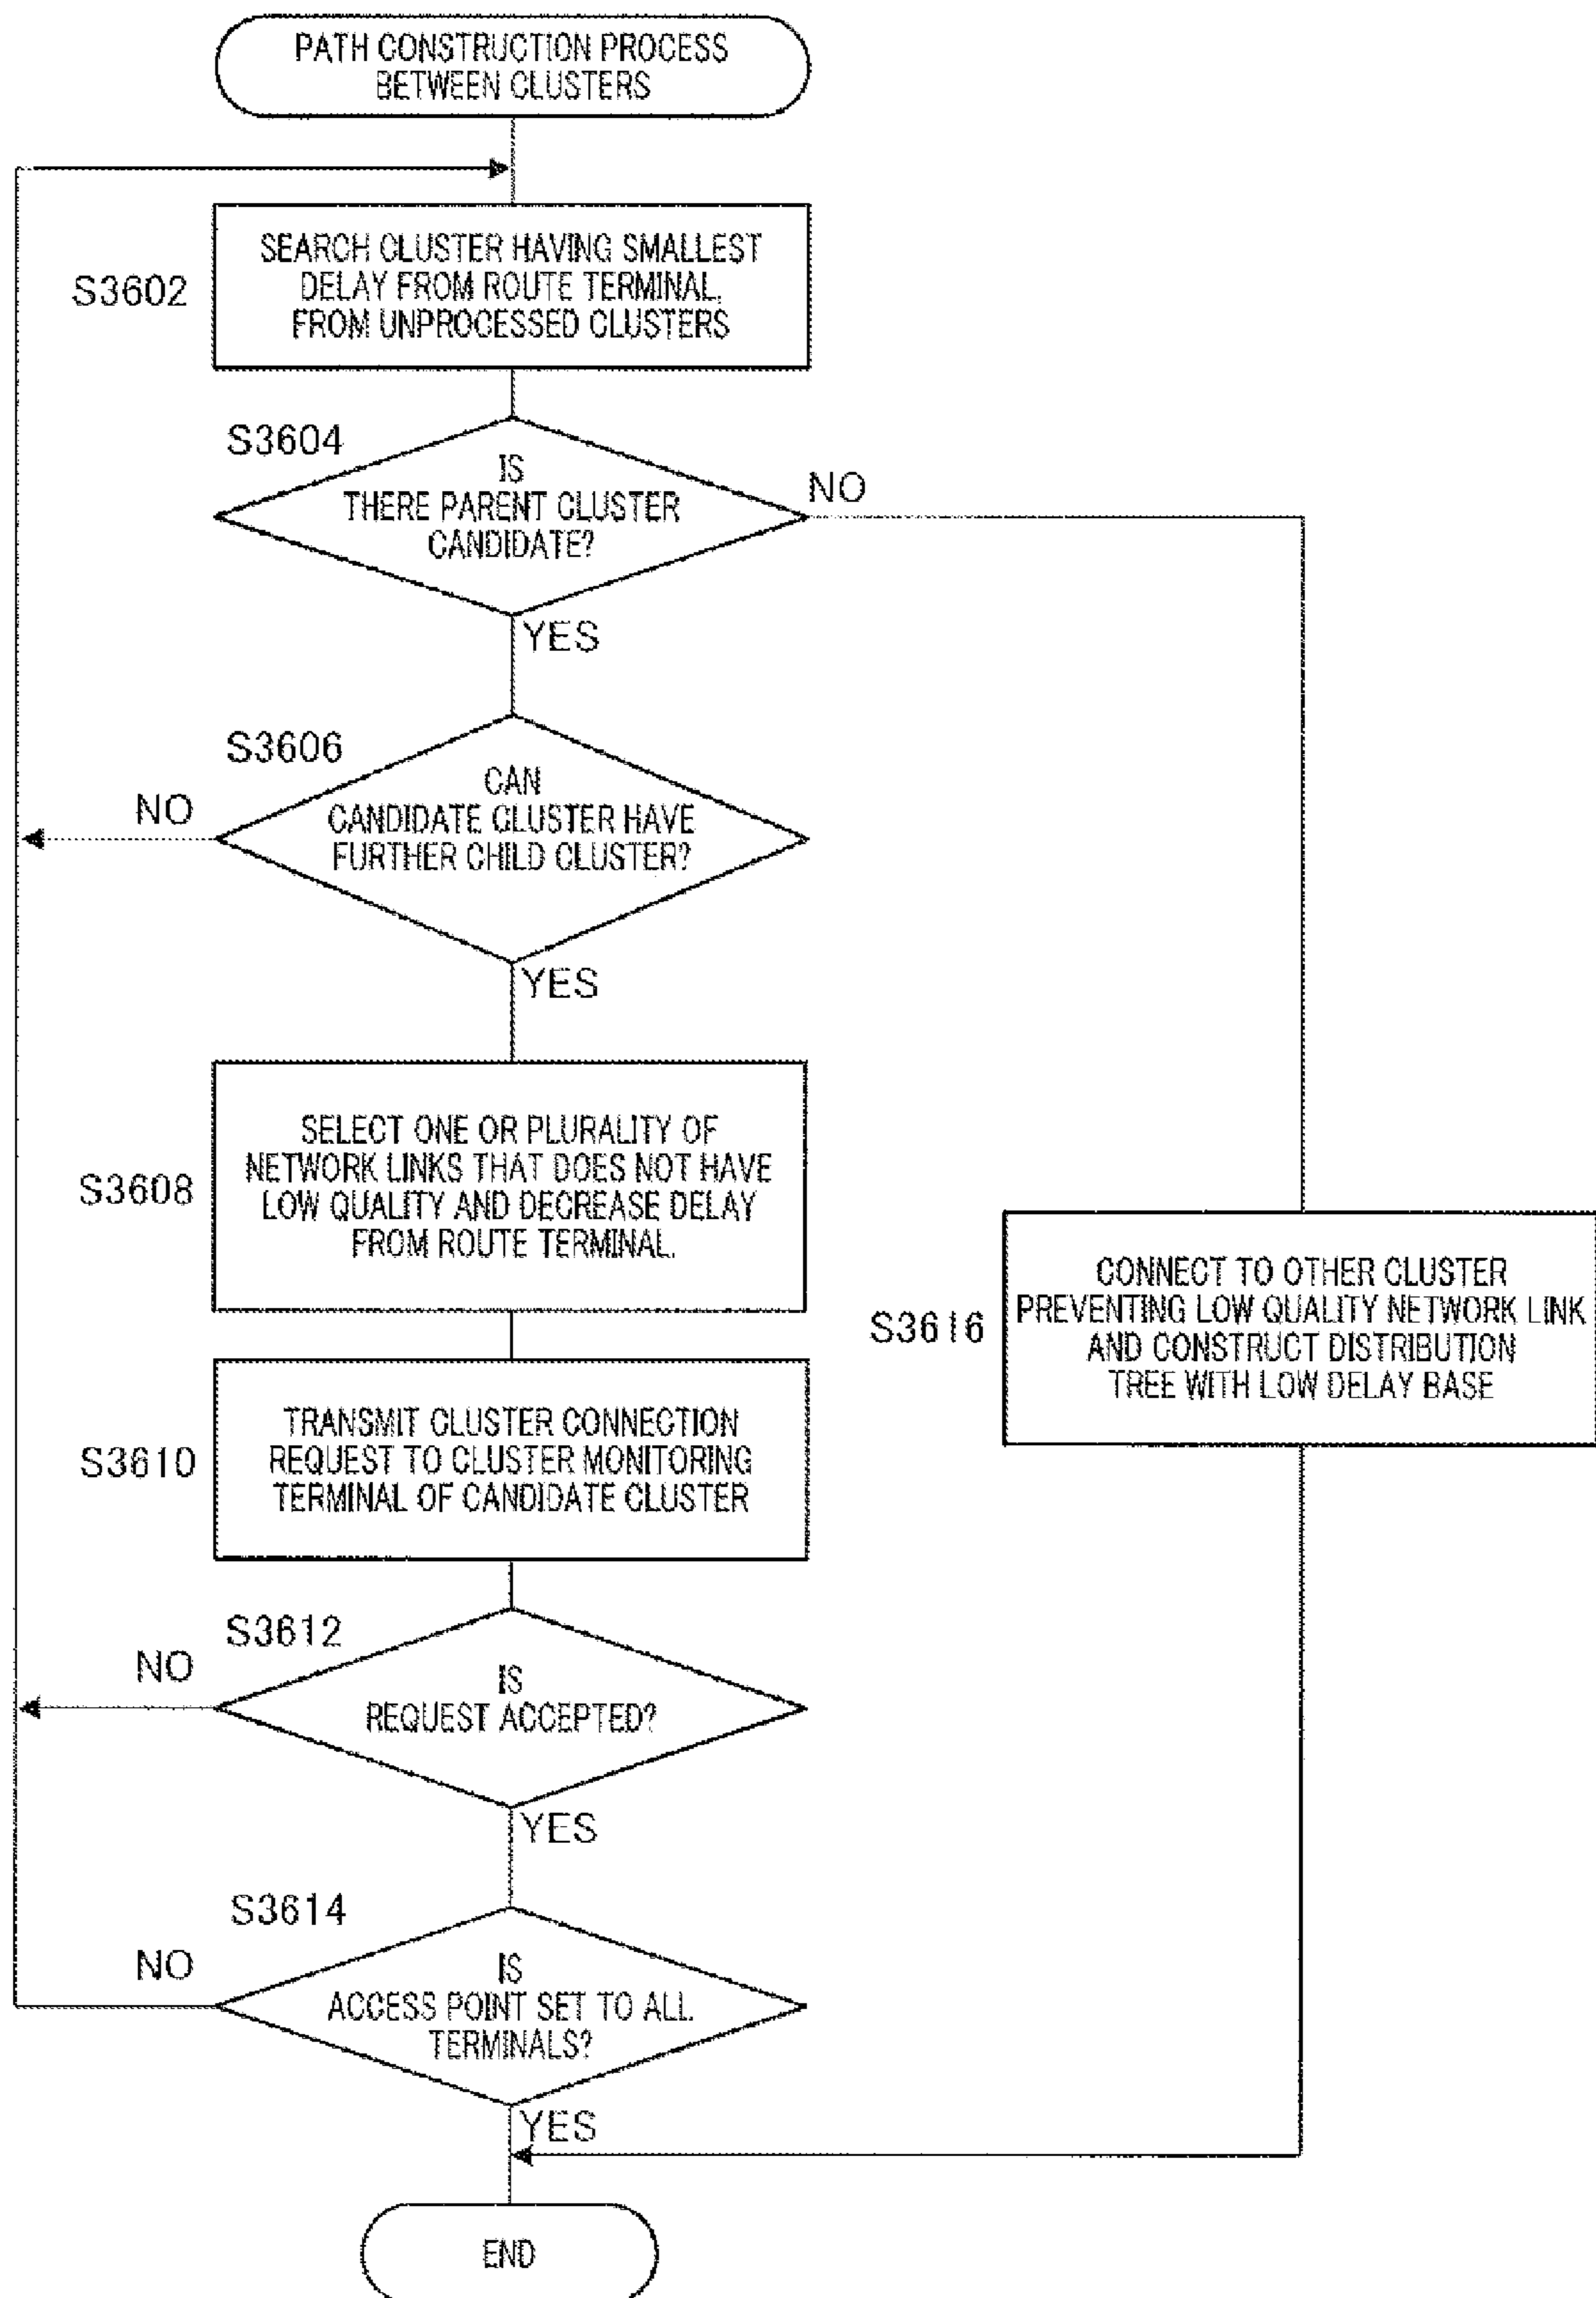 PATH CONSTRUCTION PROCESS
BETWEEN CLUSTERS
S3602
SEARCH CLUSTER HAVING SMALLEST
DELAY FROM ROUTE TERMINAL,
FROM UNPROCESSED CLUSTERS
S3604
IS
THERE PARENT CLUSTER
CANDIDATE?
NO
YES
S3606
CAN
CANDIDATE CLUSTER HAVE
FURTHER CHILD CLUSTER?
NO
YES
S3608
SELECT ONE OR PLURALITY OF
NETWORK LINKS THAT DOES NOT HAVE
LOW QUALITY AND DECREASE DELAY
FROM ROUTE TERMINAL.
S3616
CONNECT TO OTHER CLUSTER
PREVENTING LOW QUALITY NETWORK LINK
AND CONSTRUCT DISTRIBUTION
TREE WITH LOW DELAY BASE
S3610
TRANSMIT CLUSTER CONNECTION
REQUEST TO CLUSTER MONITORING
TERMINAL OF CANDIDATE CLUSTER
S3612
IS
REQUEST ACCEPTED?
NO
YES
S3614
IS
ACCESS POINT SET TO ALL
TERMINALS?
NO
YES
END